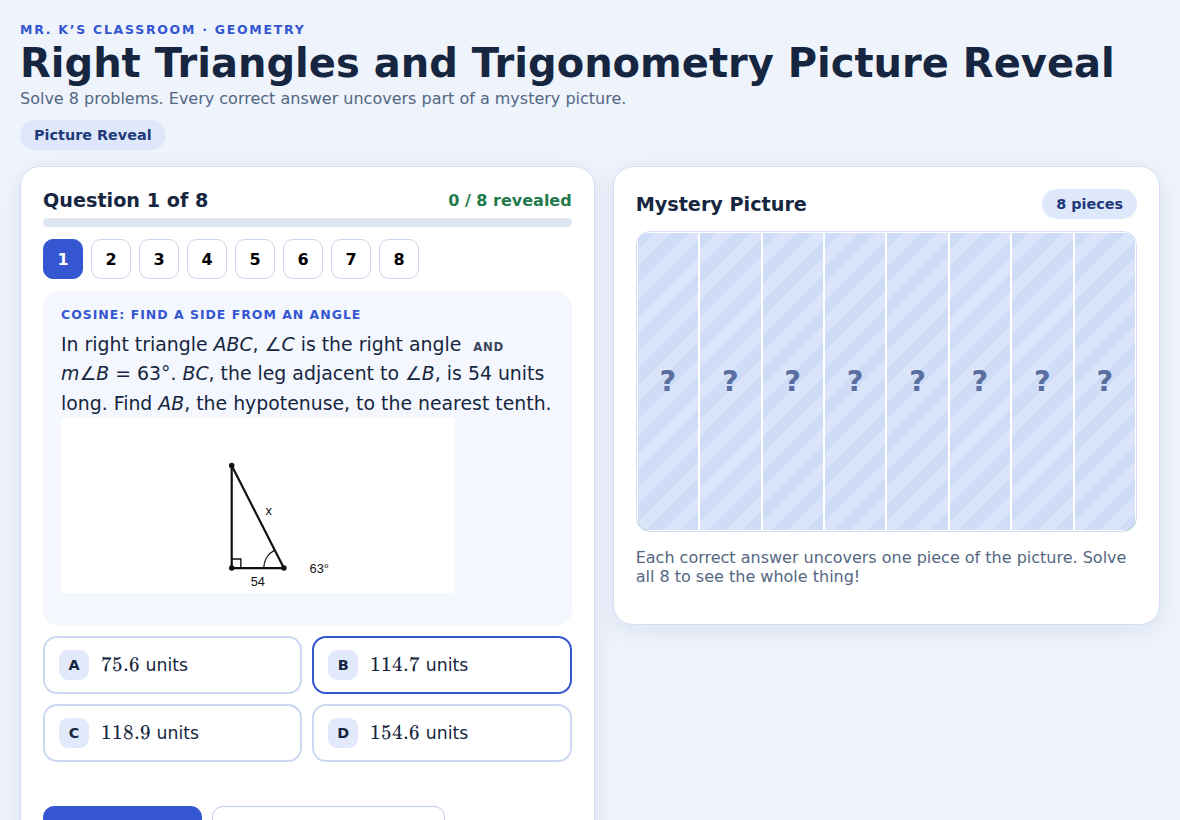 MR. K’S CLASSROOM · GEOMETRY
Right Triangles and Trigonometry Picture Reveal
Solve 8 problems. Every correct answer uncovers part of a mystery picture.
Picture Reveal
Question 1 of 8
0 / 8 revealed
1 2 3 4 5 6 7 8
COSINE: FIND A SIDE FROM AN ANGLE
In right triangle ABC, ∠C is the right angle AND
m∠B = 63°. BC, the leg adjacent to ∠B, is 54 units
long. Find AB, the hypotenuse, to the nearest tenth.
x
63°
54
A 75.6 units
B 114.7 units
C 118.9 units
D 154.6 units
Mystery Picture
8 pieces
? ? ? ? ? ? ? ?
Each correct answer uncovers one piece of the picture. Solve
all 8 to see the whole thing!